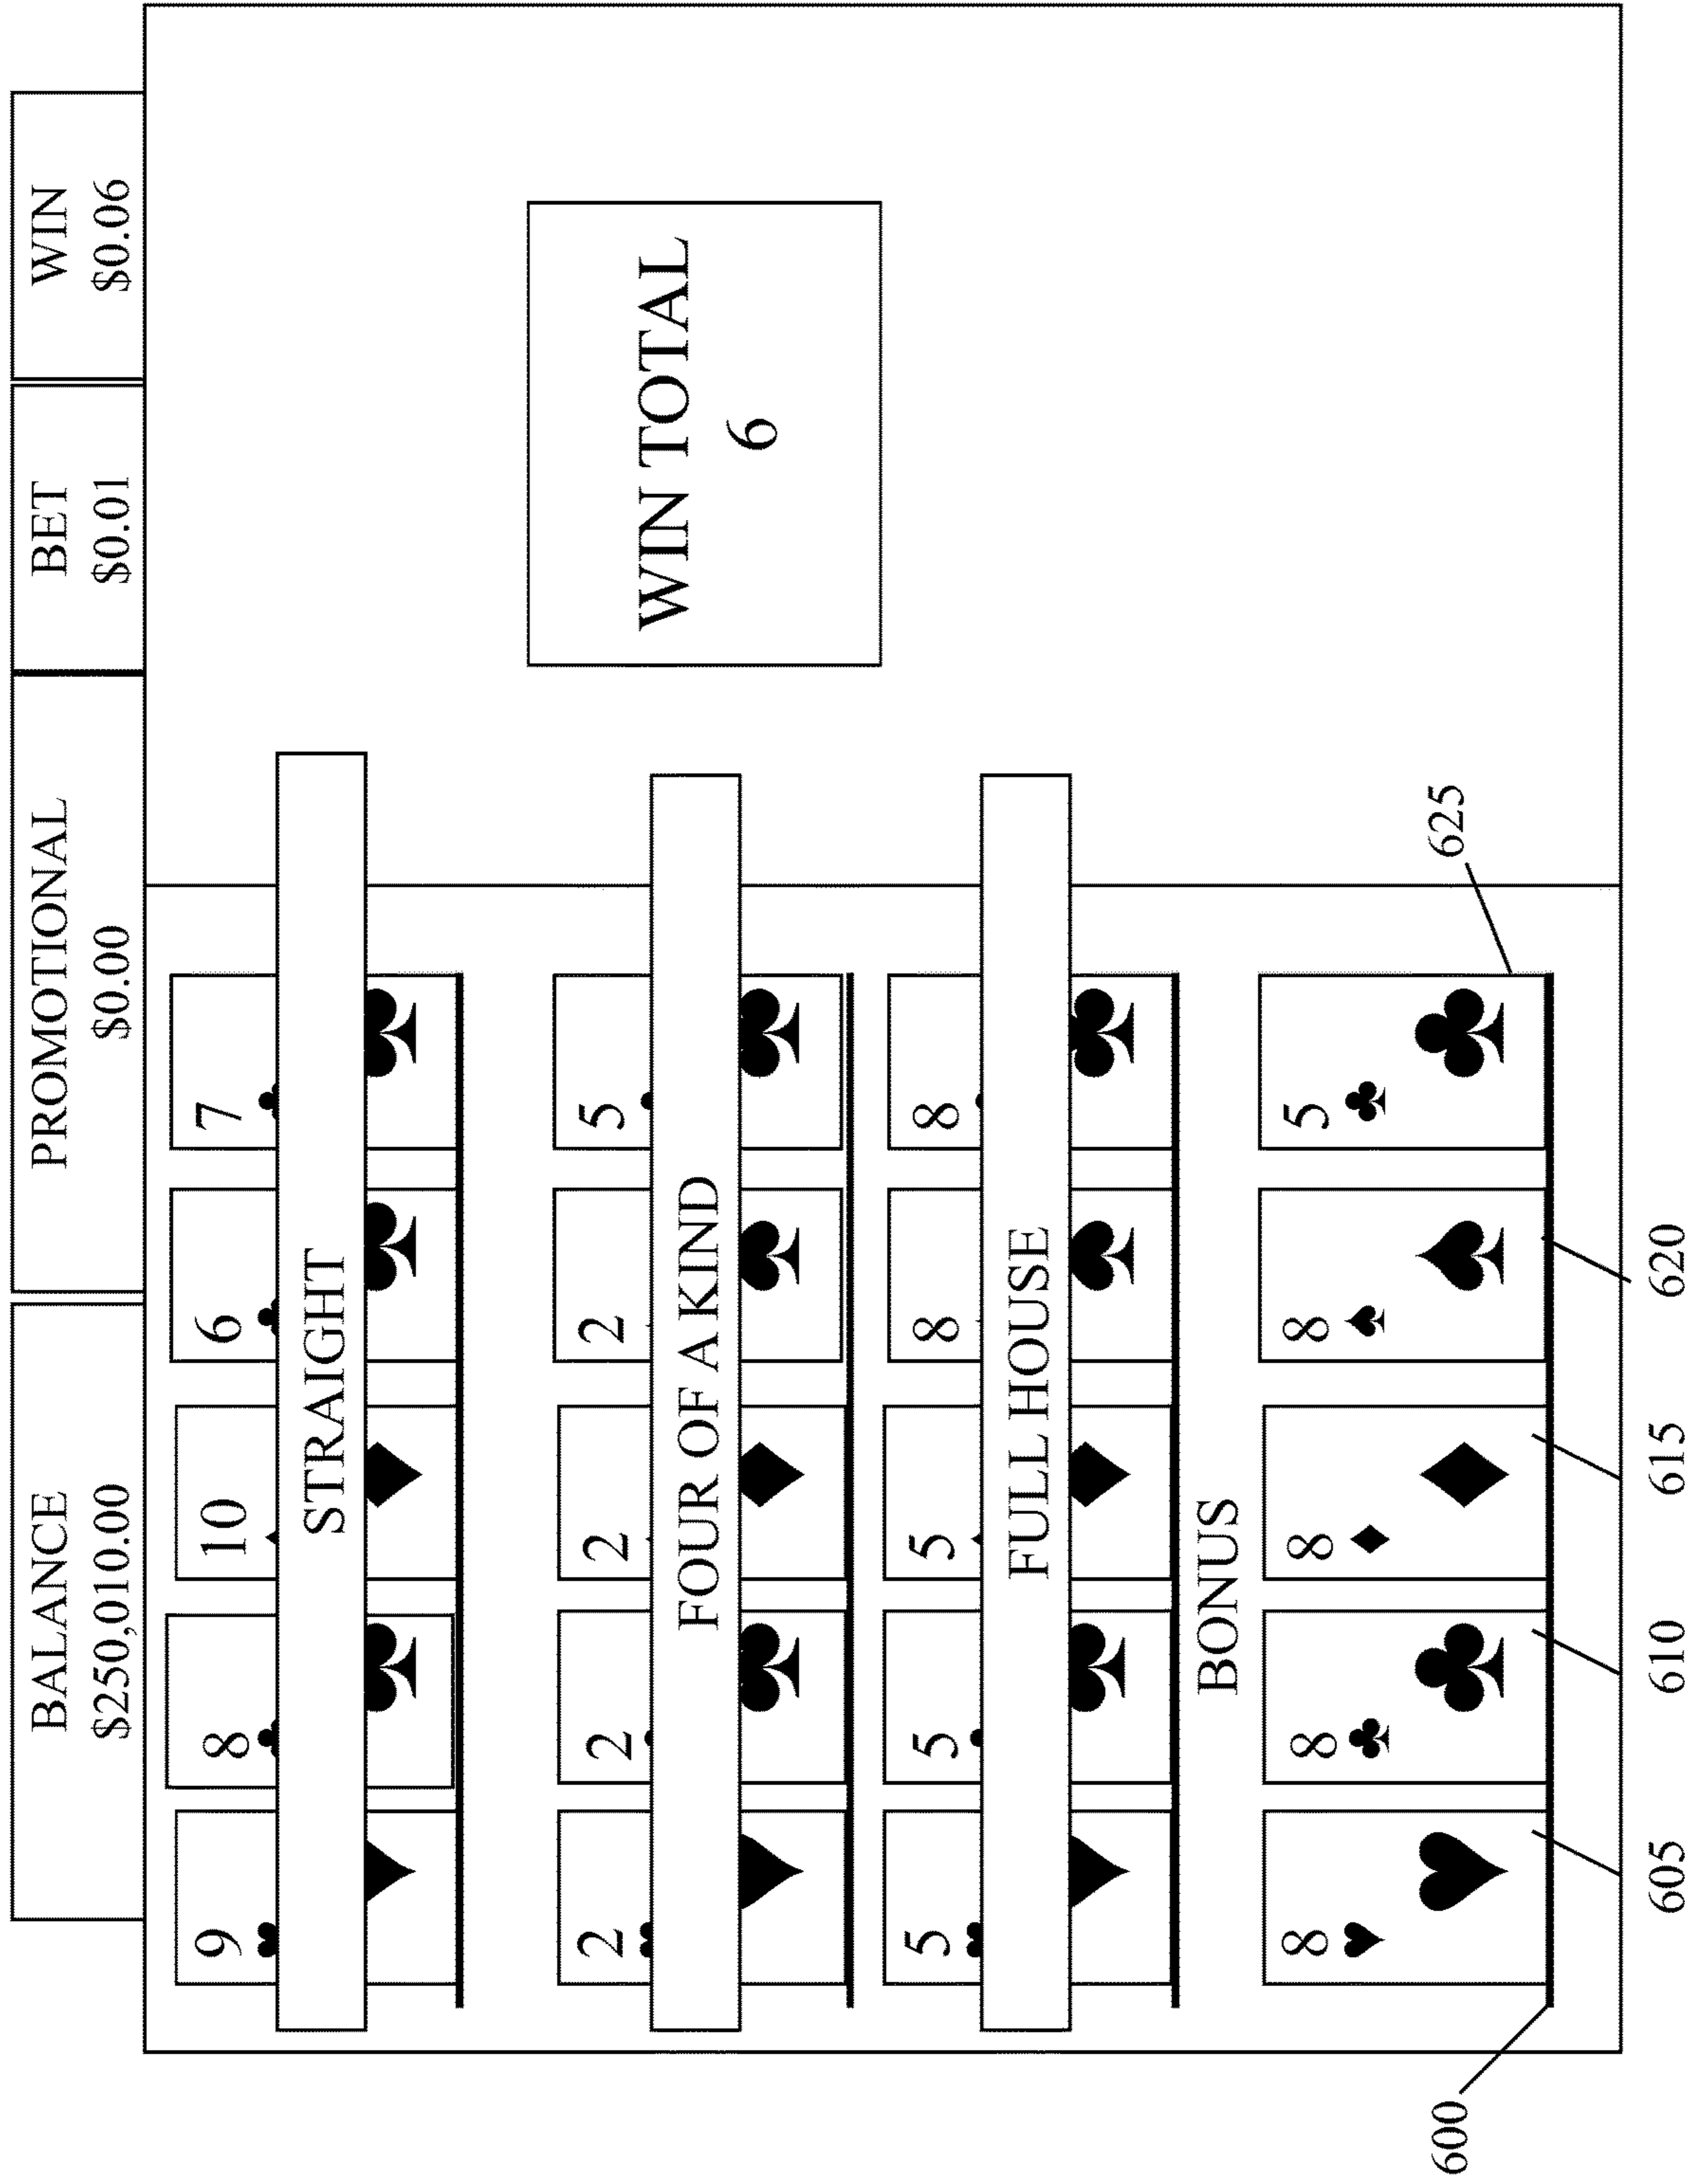 BALANCE
$250,010.00
PROMOTIONAL
$0.00
BET
$0.01
WIN
$0.06
9 8 10 6 7
STRAIGHT
2 2 2 2 5
FOUR OF A KIND
5 5 5 8 8
FULL HOUSE
WIN TOTAL
6
BONUS
8 8 8 8 5
600
605
610
615
620
625